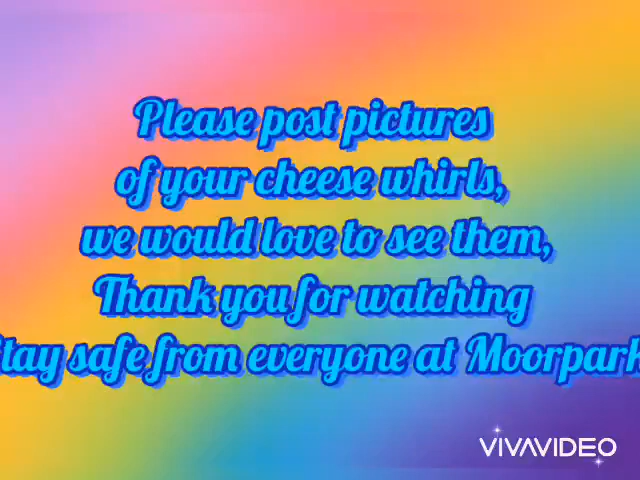 Please post pictures
of your cheese whirls,
we would love to see them,
Thank you for watching
tay safe from everyone at Moorpark
VIVAVIDEO